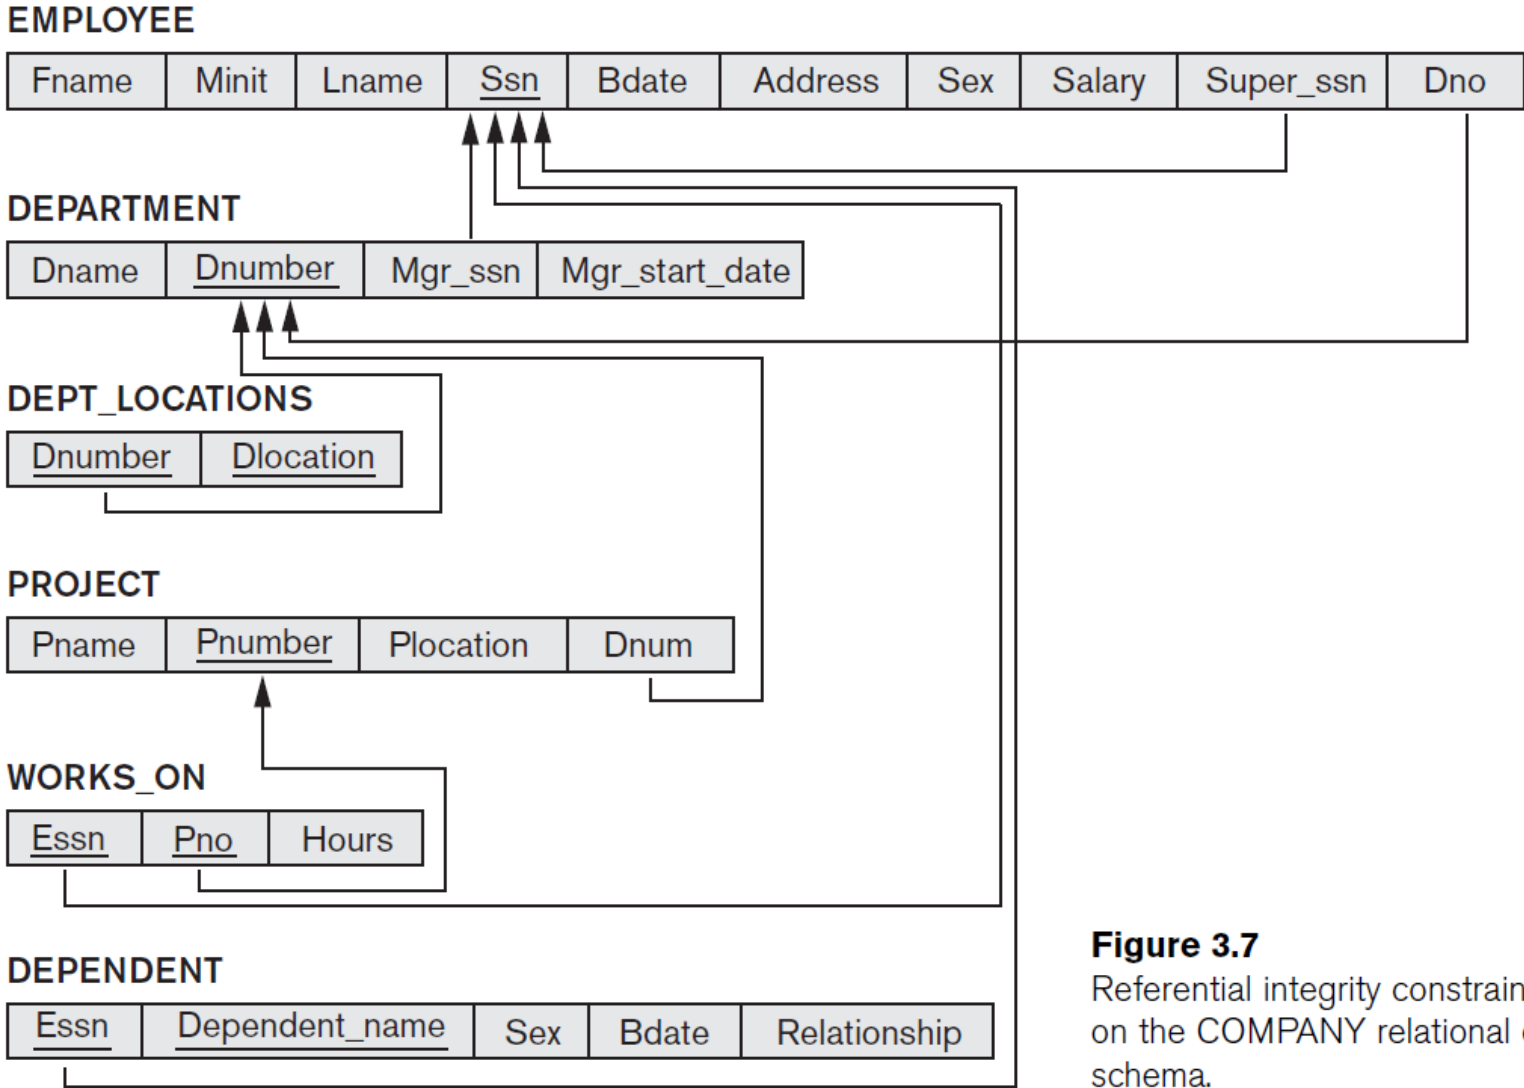 EMPLOYEE
Fname Minit Lname Ssn Bdate Address Sex Salary Super_ssn Dno
DEPARTMENT
Dname Dnumber Mgr_ssn Mgr_start_date
DEPT_LOCATIONS
Dnumber Dlocation
PROJECT
Pname Pnumber Plocation Dnum
WORKS_ON
Essn Pno Hours
DEPENDENT
Essn Dependent_name Sex Bdate Relationship
Figure 3.7
Referential integrity constrain
on the COMPANY relational
schema.